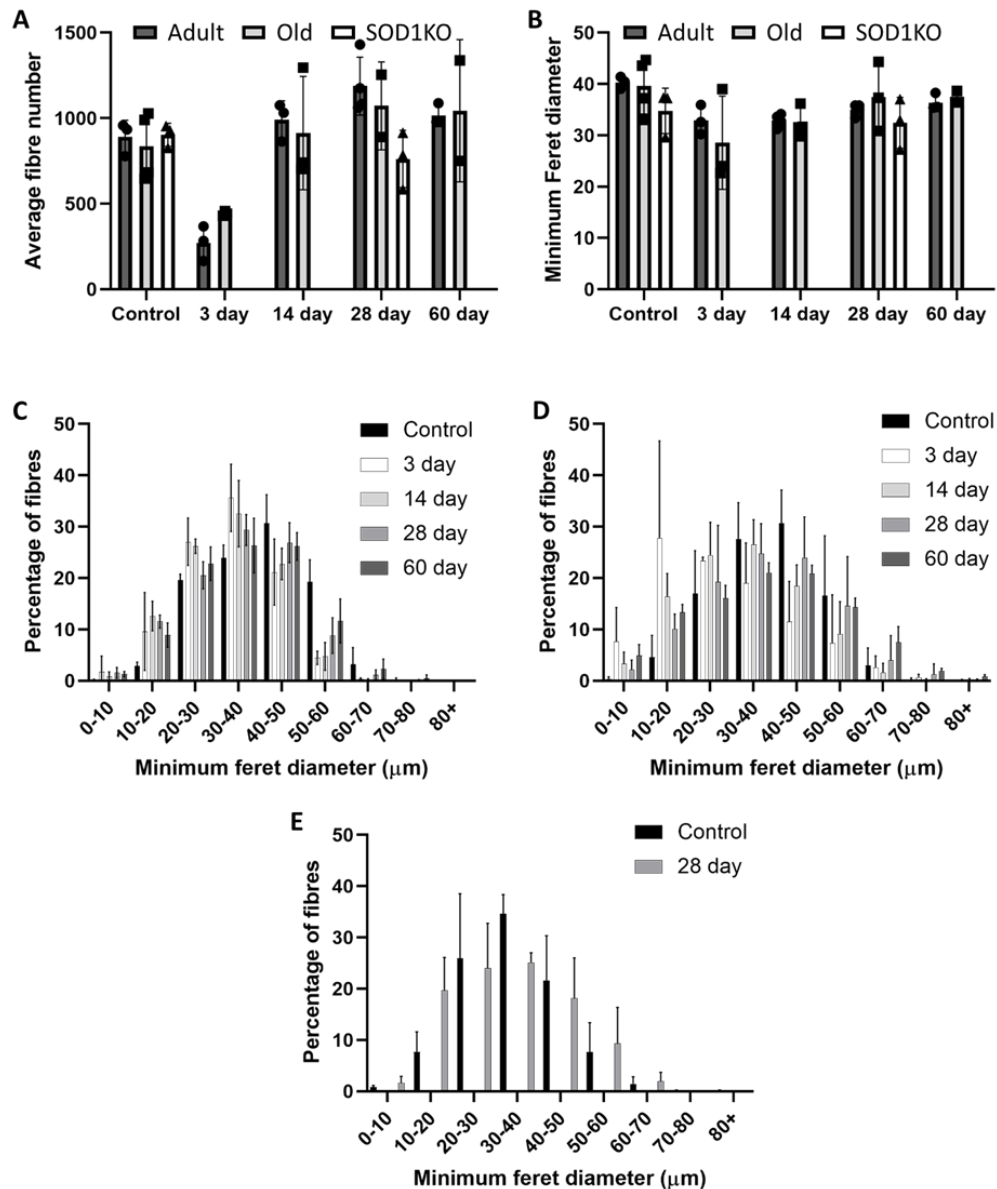 A
Adult Old SOD1KO
Average fibre number
1500
1000
500
0
Control 3 day 14 day 28 day 60 day
B
Adult Old SOD1KO
Minimum Feret diameter
50
40
30
20
10
0
Control 3 day 14 day 28 day 60 day
C
Percentage of fibres
50
40
30
20
10
0
Control
3 day
14 day
28 day
60 day
0-10 10-20 20-30 30-40 40-50 50-60 60-70 70-80 80+
Minimum feret diameter (μm)
D
Percentage of fibres
50
40
30
20
10
0
Control
3 day
14 day
28 day
60 day
0-10 10-20 20-30 30-40 40-50 50-60 60-70 70-80 80+
Minimum feret diameter (μm)
E
Percentage of fibres
50
40
30
20
10
0
Control
28 day
0-10 10-20 20-30 30-40 40-50 50-60 60-70 70-80 80+
Minimum feret diameter (μm)